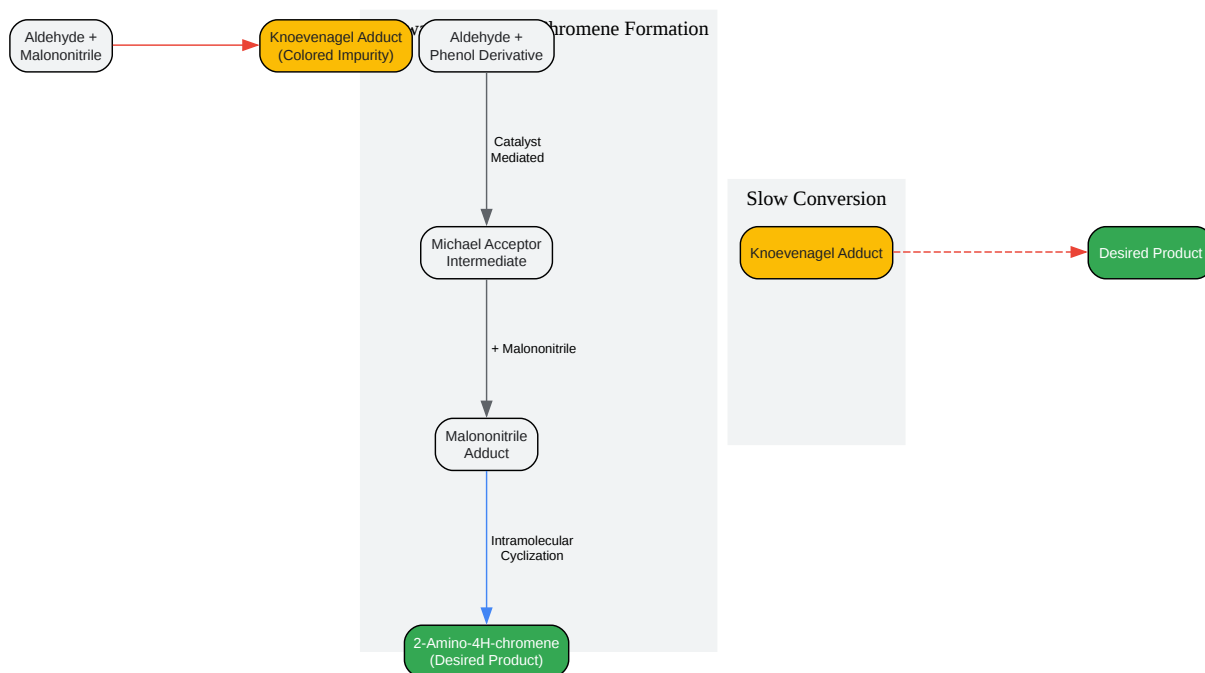 Aldehyde +
Malononitrile
Knoevenagel Adduct
(Colored Impurity)
Aldehyde +
Phenol Derivative
Formation
Catalyst
Mediated
Michael Acceptor
Intermediate
+ Malononitrile
Malononitrile
Adduct
Intramolecular
Cyclization
2-Amino-4H-chromene
(Desired Product)
Slow Conversion
Knoevenagel Adduct
Desired Product